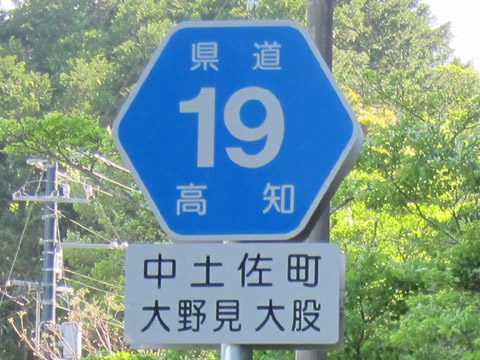 県道
19
高知
中土佐町
大野見 大股